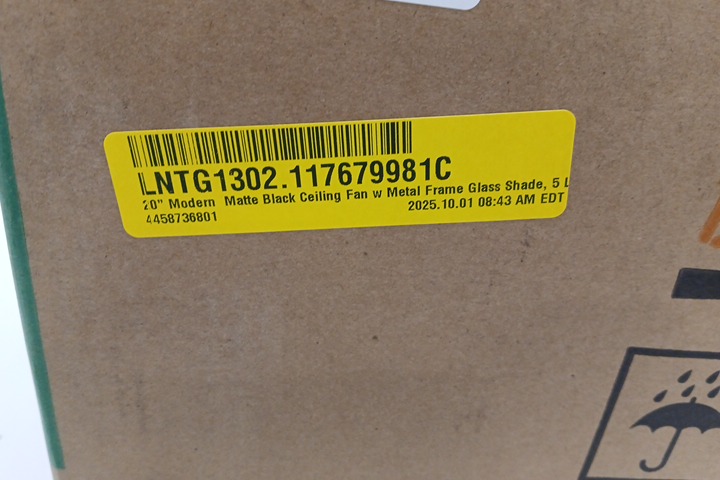 LNTG1302.117679981C
20" Modern Matte Black Ceiling Fan w Metal Frame Glass Shade, 5 L
4458736801 2025.10.01 08:43 AM EDT